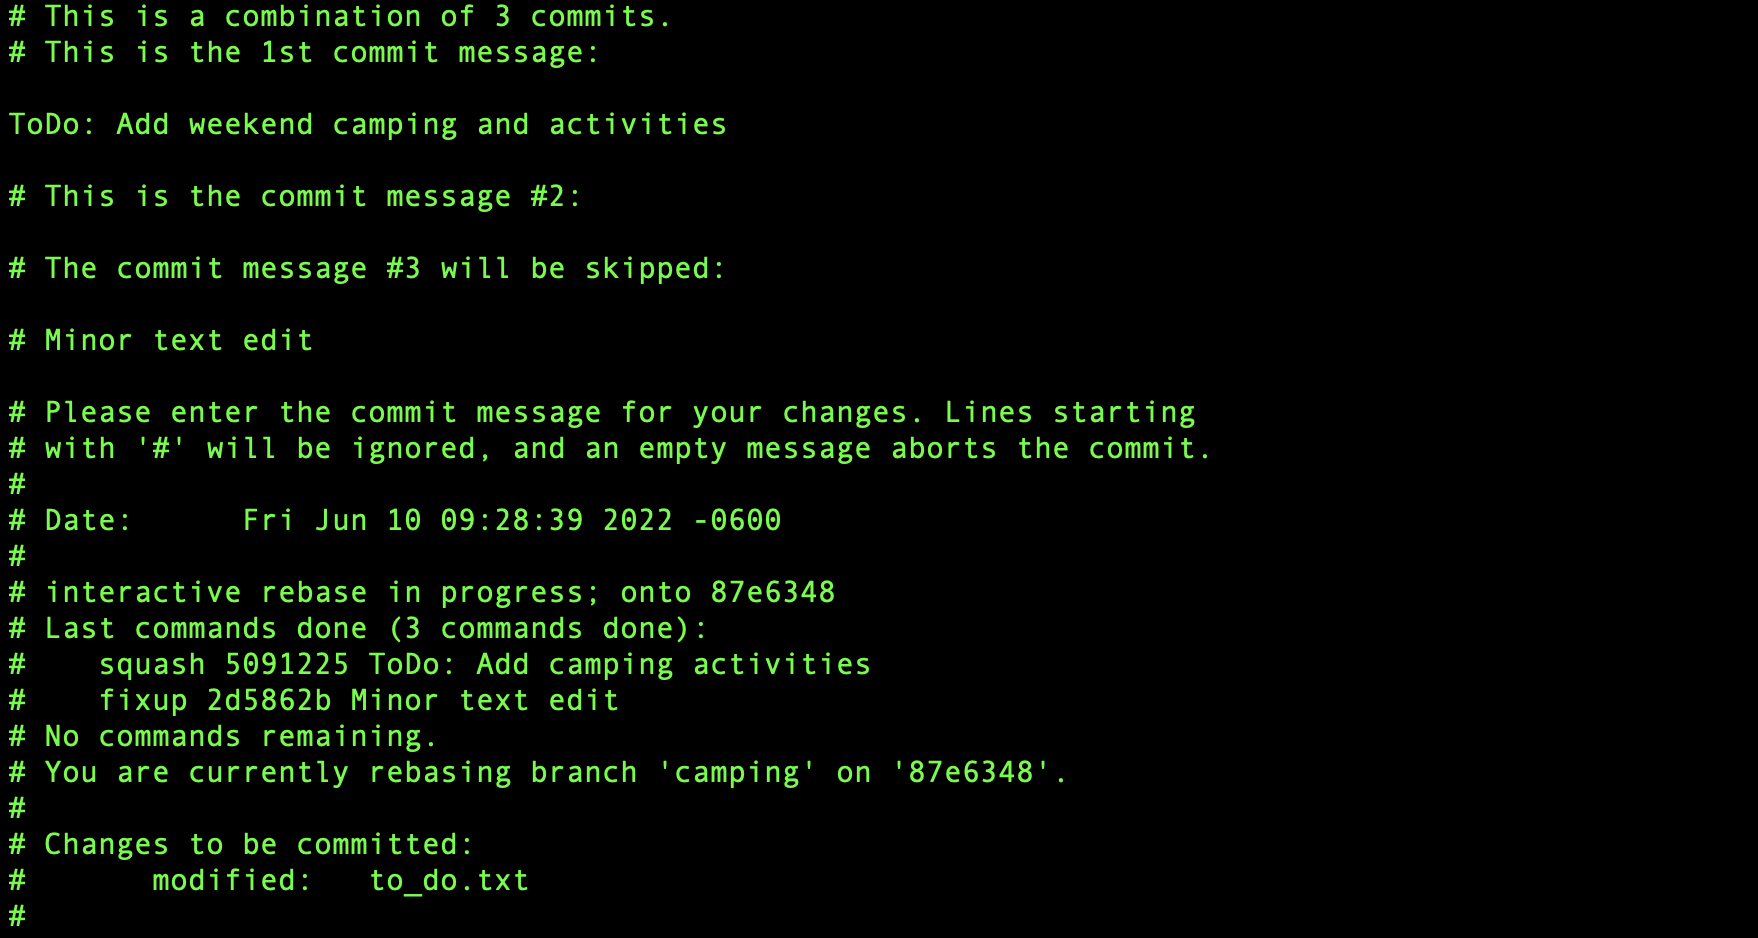 # This is a combination of 3 commits.
# This is the 1st commit message:
ToDo: Add weekend camping and activities
# This is the commit message #2:
# The commit message #3 will be skipped:
# Minor text edit
# Please enter the commit message for your changes. Lines starting
# with '#' will be ignored, and an empty message aborts the commit.
#
# Date:      Fri Jun 10 09:28:39 2022 -0600
#
# interactive rebase in progress; onto 87e6348
# Last commands done (3 commands done):
#    squash 5091225 ToDo: Add camping activities
#    fixup 2d5862b Minor text edit
# No commands remaining.
# You are currently rebasing branch 'camping' on '87e6348'.
#
# Changes to be committed:
#       modified:   to_do.txt
#